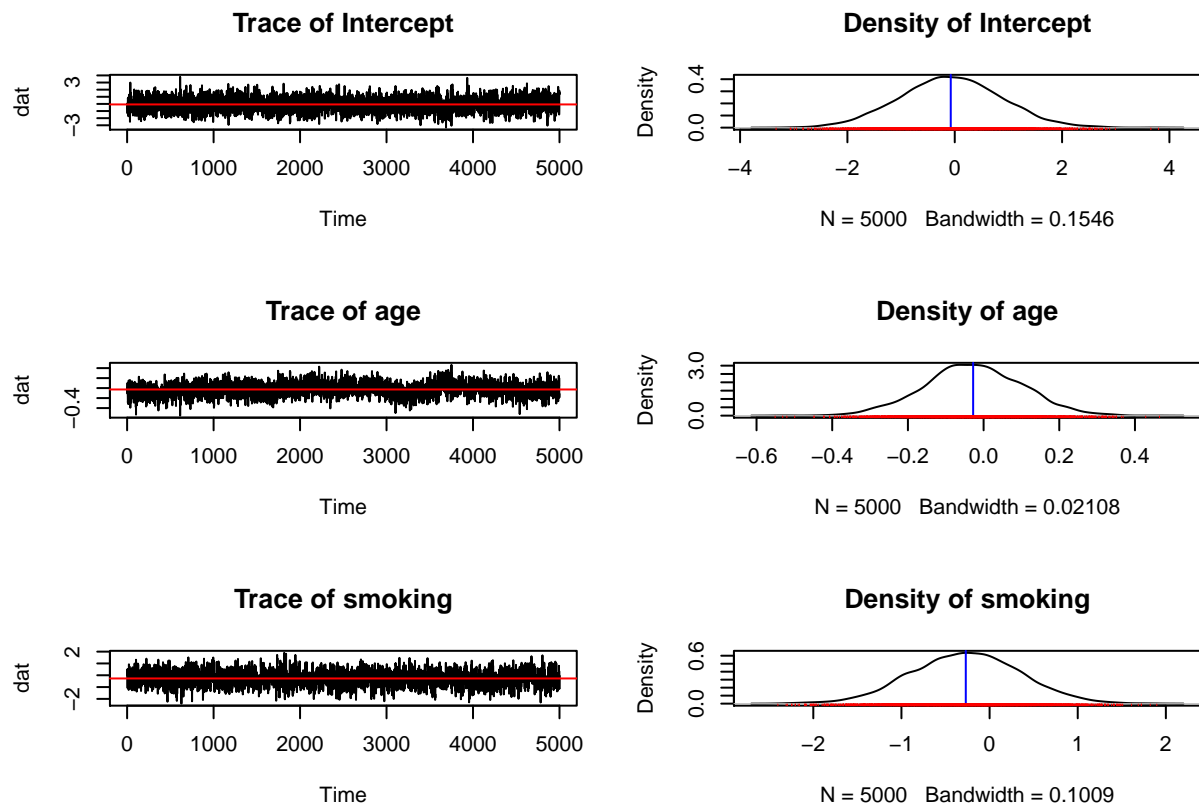 Trace of Intercept
dat
3
−3
0 1000 2000 3000 4000 5000
Time
Density of Intercept
Density
0.4
0.0
−4 −2 0 2 4
N = 5000 Bandwidth = 0.1546
Trace of age
dat
−0.4
0 1000 2000 3000 4000 5000
Time
Density of age
Density
3.0
0.0
−0.6 −0.4 −0.2 0.0 0.2 0.4
N = 5000 Bandwidth = 0.02108
Trace of smoking
dat
2
−2
0 1000 2000 3000 4000 5000
Time
Density of smoking
Density
0.6
0.0
−2 −1 0 1 2
N = 5000 Bandwidth = 0.1009